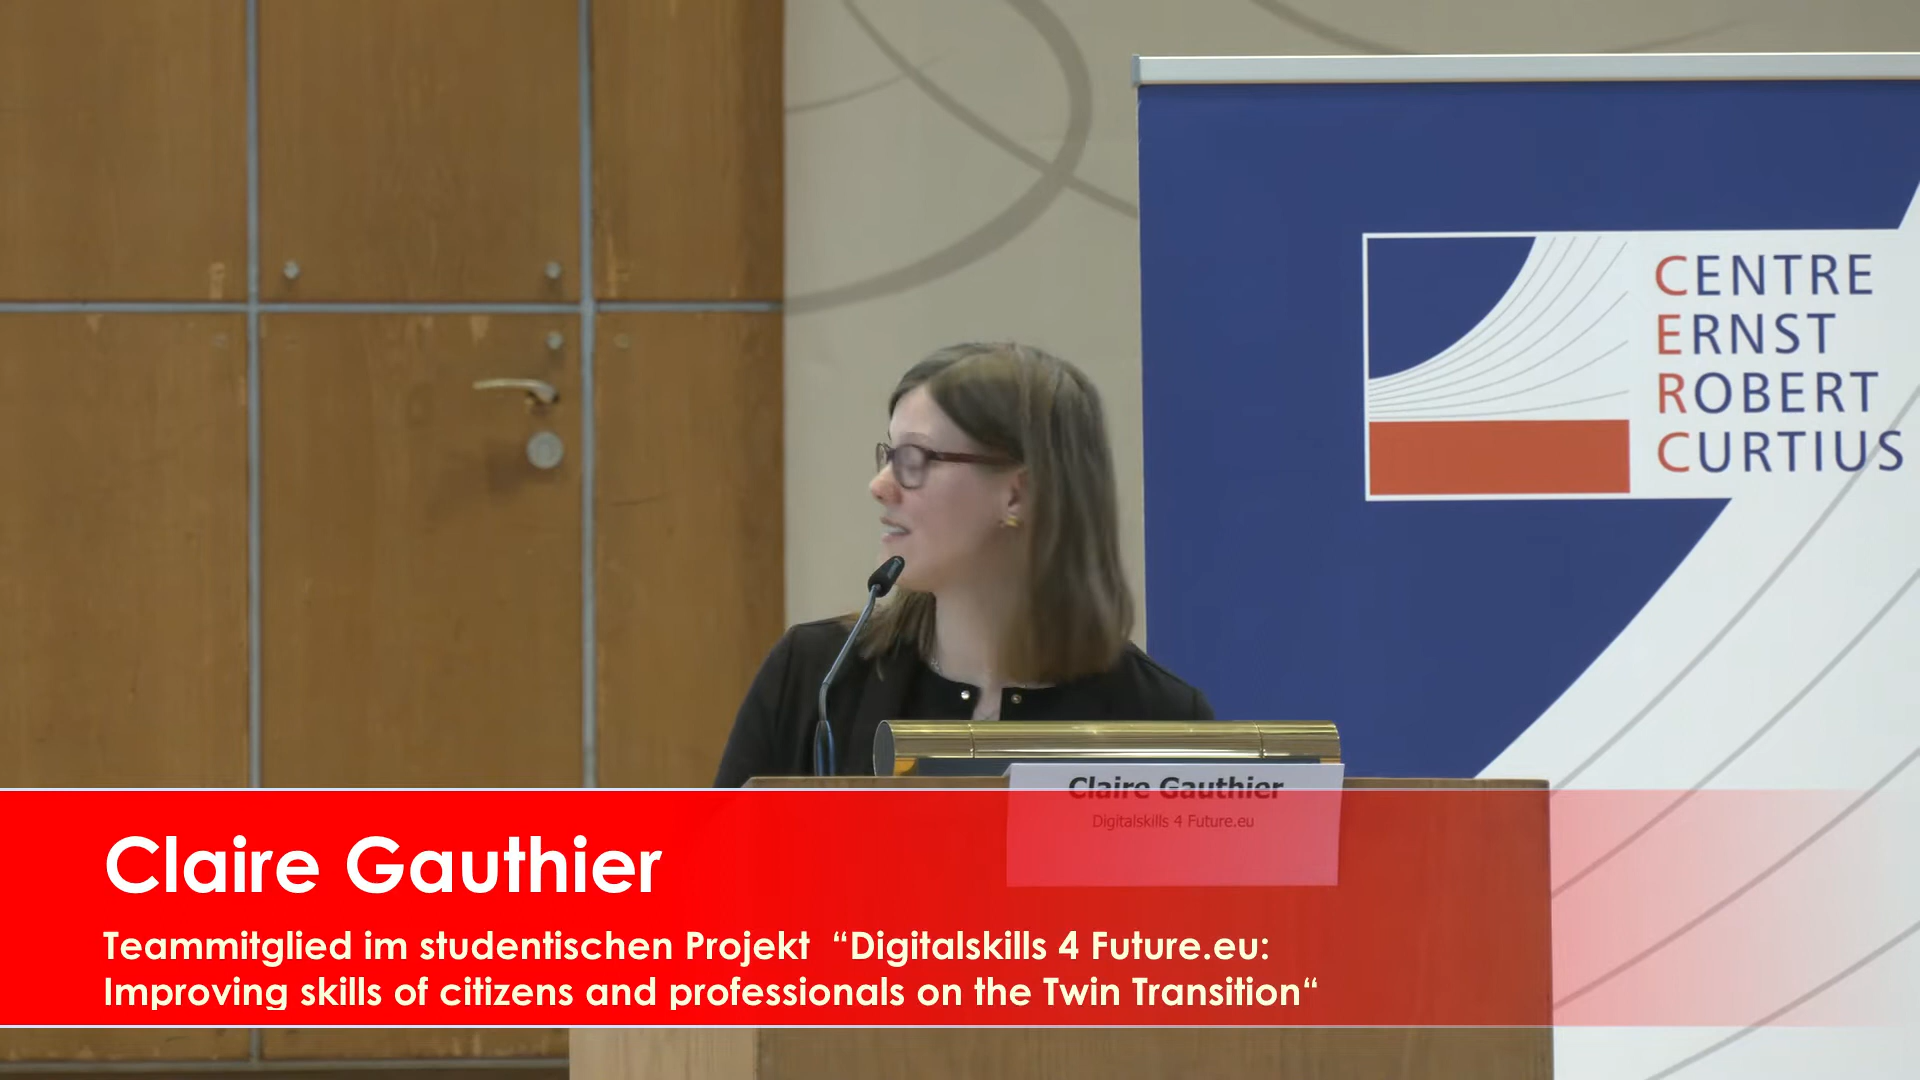 CENTRE
ERNST
ROBERT
CURTIUS
Claire Gauthier
Digitalskills 4 Future.eu
Claire Gauthier
Teammitglied im studentischen Projekt “Digitalskills 4 Future.eu:
Improving skills of citizens and professionals on the Twin Transition“